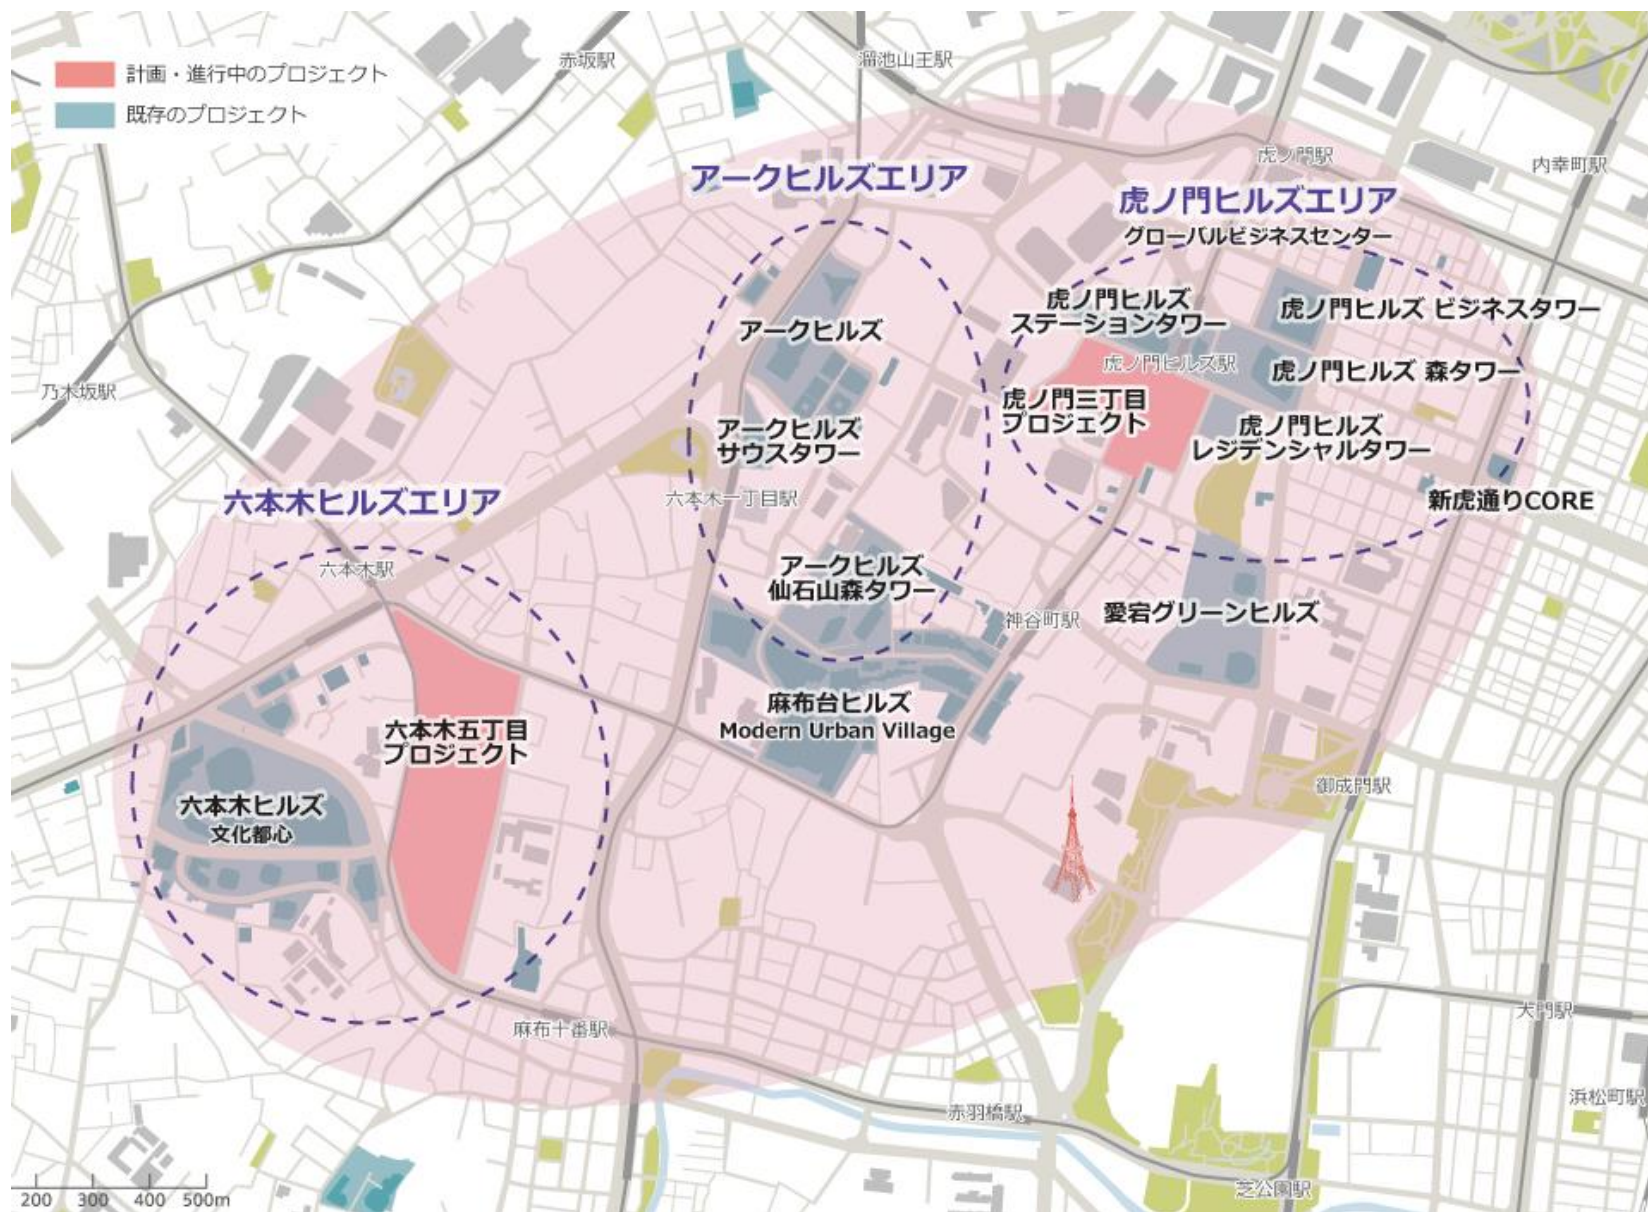 計画・進行中のプロジェクト
既存のプロジェクト
赤坂駅
溜池山王駅
虎ノ門駅
内幸町駅
アークヒルズエリア
虎ノ門ヒルズエリア
グローバルビジネスセンター
虎ノ門ヒルズ
ステーションタワー
虎ノ門ヒルズ ビジネスタワー
アークヒルズ
虎ノ門ヒルズ駅
虎ノ門ヒルズ 森タワー
乃木坂駅
虎ノ門三丁目
プロジェクト
アークヒルズ
サウスタワー
虎ノ門ヒルズ
レジデンシャルタワー
六本木一丁目駅
六本木ヒルズエリア
新虎通りCORE
六本木駅
アークヒルズ
仙石山森タワー
神谷町駅
愛宕グリーンヒルズ
麻布台ヒルズ
Modern Urban Village
六本木五丁目
プロジェクト
御成門駅
六本木ヒルズ
文化都心
大門駅
麻布十番駅
浜松町駅
赤羽橋駅
芝公園駅
200 300 400 500m